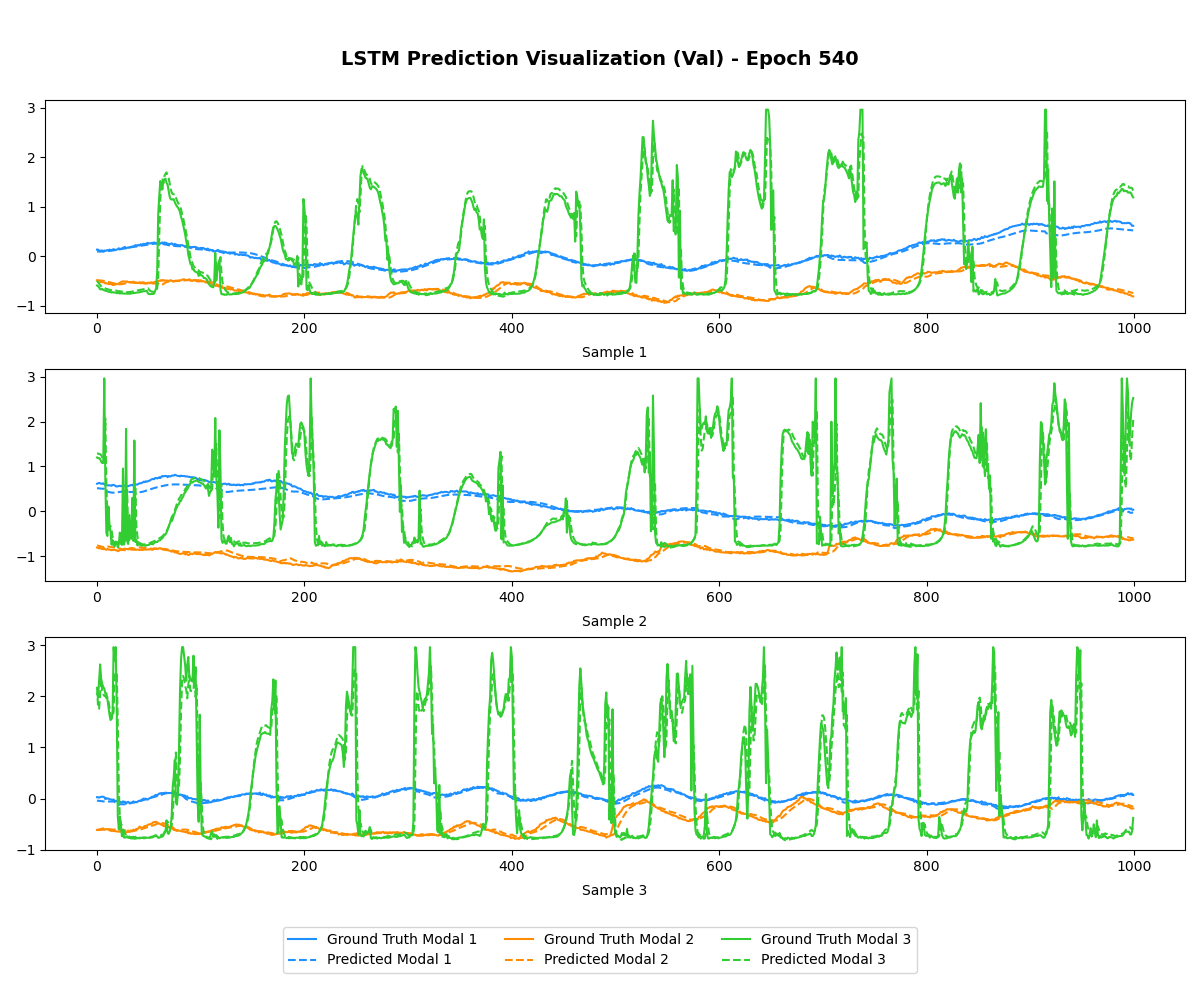 LSTM Prediction Visualization (Val) - Epoch 540
3
2
1
0
−1
0 200 400 600 800 1000
Sample 1
3
2
1
0
−1
0 200 400 600 800 1000
Sample 2
3
2
1
0
−1
0 200 400 600 800 1000
Sample 3
Ground Truth Modal 1 Ground Truth Modal 2 Ground Truth Modal 3
Predicted Modal 1 Predicted Modal 2 Predicted Modal 3